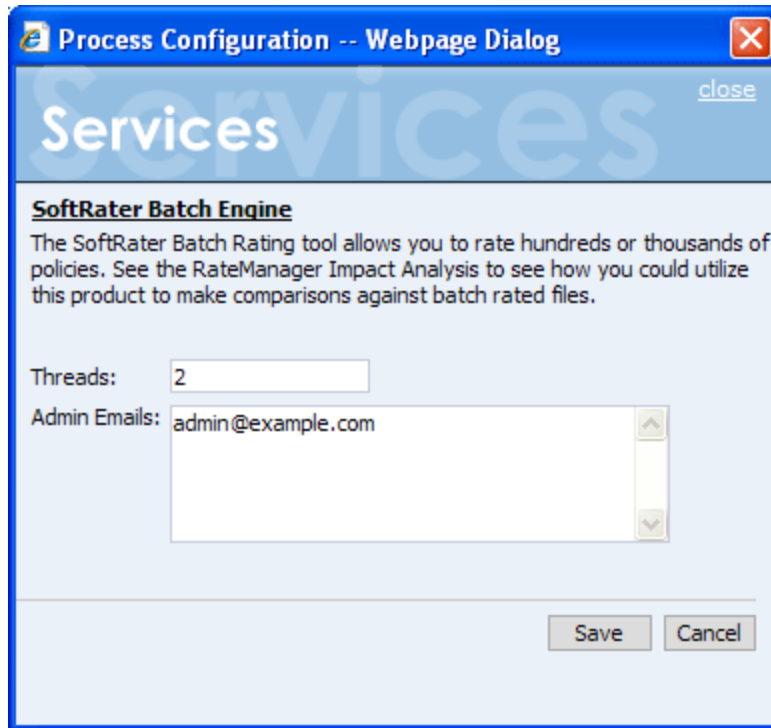 Process Configuration -- Webpage Dialog
close
Services
Services
SoftRater Batch Engine
The SoftRater Batch Rating tool allows you to rate hundreds or thousands of
policies. See the RateManager Impact Analysis to see how you could utilize
this product to make comparisons against batch rated files.
Threads: 2
Admin Emails: admin@example.com
Save Cancel